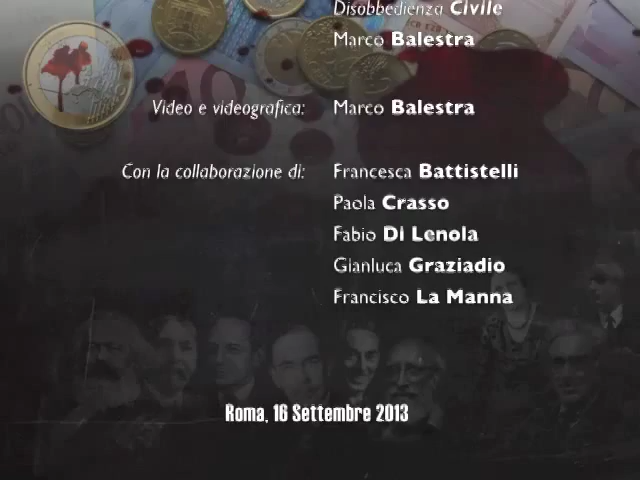 Disobbedienza Civile
Marco Balestra
Video e videografica: Marco Balestra
Con la collaborazione di: Francesca Battistelli
Paola Crasso
Fabio Di Lenola
Gianluca Graziadio
Francisco La Manna
Roma, 16 Settembre 2013